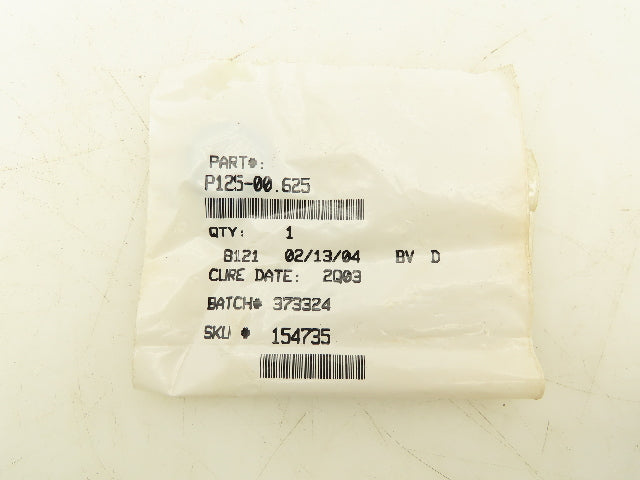 PART#:
P125-00.625
QTY: 1
B121 02/13/04 BV D
CURE DATE: 2Q03
BATCH# 373324
SKU # 154735